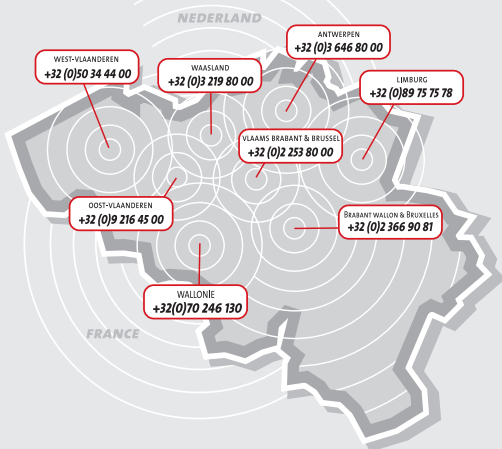 NEDERLAND
ANTWERPEN
+32 (0)3 646 80 00
WEST-VLAANDEREN
+32 (0)50 34 44 00
WAASLAND
+32 (0)3 219 80 00
LIMBURG
+32 (0)89 75 75 78
VLAAMS BRABANT & BRUSSEL
+32 (0)2 253 80 00
OOST-VLAANDEREN
+32 (0)9 216 45 00
BRABANT WALLON & BRUXELLES
+32 (0)2 366 90 81
WALLONIE
+32(0)70 246 130
FRANCE